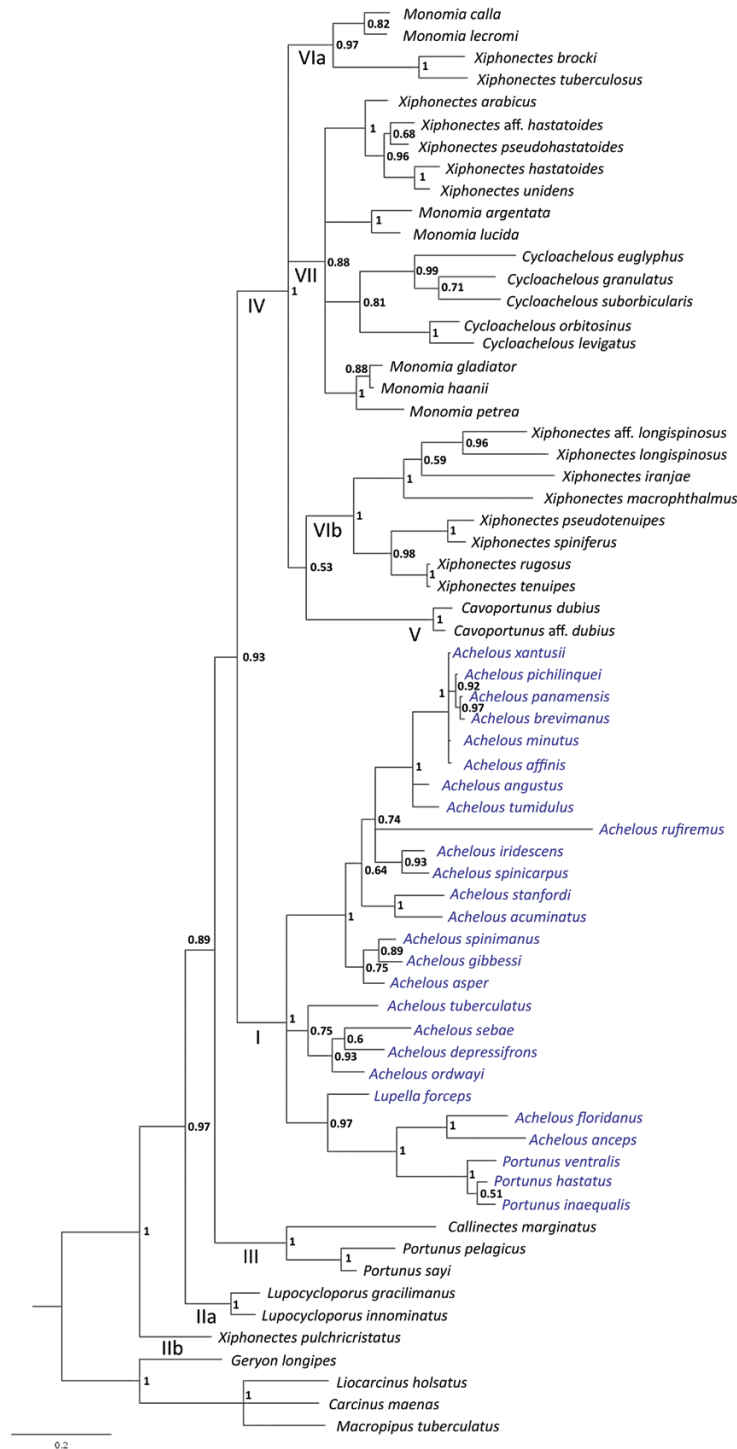 Monomia calla
0.82
Monomia lecromi
0.97
VIa
Xiphonectes brocki
1
Xiphonectes tuberculosus
Xiphonectes arabicus
1
Xiphonectes aff. hastatoides
0.68
Xiphonectes pseudohastatoides
0.96
Xiphonectes hastatoides
1
Xiphonectes unidens
Monomia argentata
1
Monomia lucida
Cycloachelous euglyphus
VII
0.88
0.99
Cycloachelous granulatus
0.71
IV
1
0.81
Cycloachelous suborbicularis
Cycloachelous orbitosinus
1
Cycloachelous levigatus
0.88
Monomia gladiator
1
Monomia haanii
Monomia petrea
Xiphonectes aff. longispinosus
0.96
Xiphonectes longispinosus
0.59
Xiphonectes iranjae
1
Xiphonectes macrophthalmus
VIb
1
Xiphonectes pseudotenuipes
1
Xiphonectes spiniferus
0.98
0.53
Xiphonectes rugosus
1
Xiphonectes tenuipes
Cavoportunus dubius
V
1
Cavoportunus aff. dubius
0.93
Achelous xantusii
Achelous pichilinquei
1
0.92
Achelous panamensis
0.97
Achelous brevimanus
Achelous minutus
Achelous affinis
1
Achelous angustus
Achelous tumidulus
0.74
Achelous rufiremus
Achelous iridescens
0.93
0.64
Achelous spinicarpus
Achelous stanfordi
1
Achelous acuminatus
1
Achelous spinimanus
0.89
0.89
Achelous gibbessi
0.75
Achelous asper
Achelous tuberculatus
1
0.75
Achelous sebae
I
0.6
Achelous depressifrons
0.93
Achelous ordwayi
Lupella forceps
Achelous floridanus
0.97
0.97
1
Achelous anceps
1
Portunus ventralis
1
Portunus hastatus
0.51
Portunus inaequalis
Callinectes marginatus
1
III
1
Portunus pelagicus
1
Portunus sayi
Lupocycloporus gracilimanus
IIa
1
Lupocycloporus innominatus
Xiphonectes pulchricristatus
IIb
Geryon longipes
1
Liocarcinus holsatus
1
Carcinus maenas
Macropipus tuberculatus
0.2